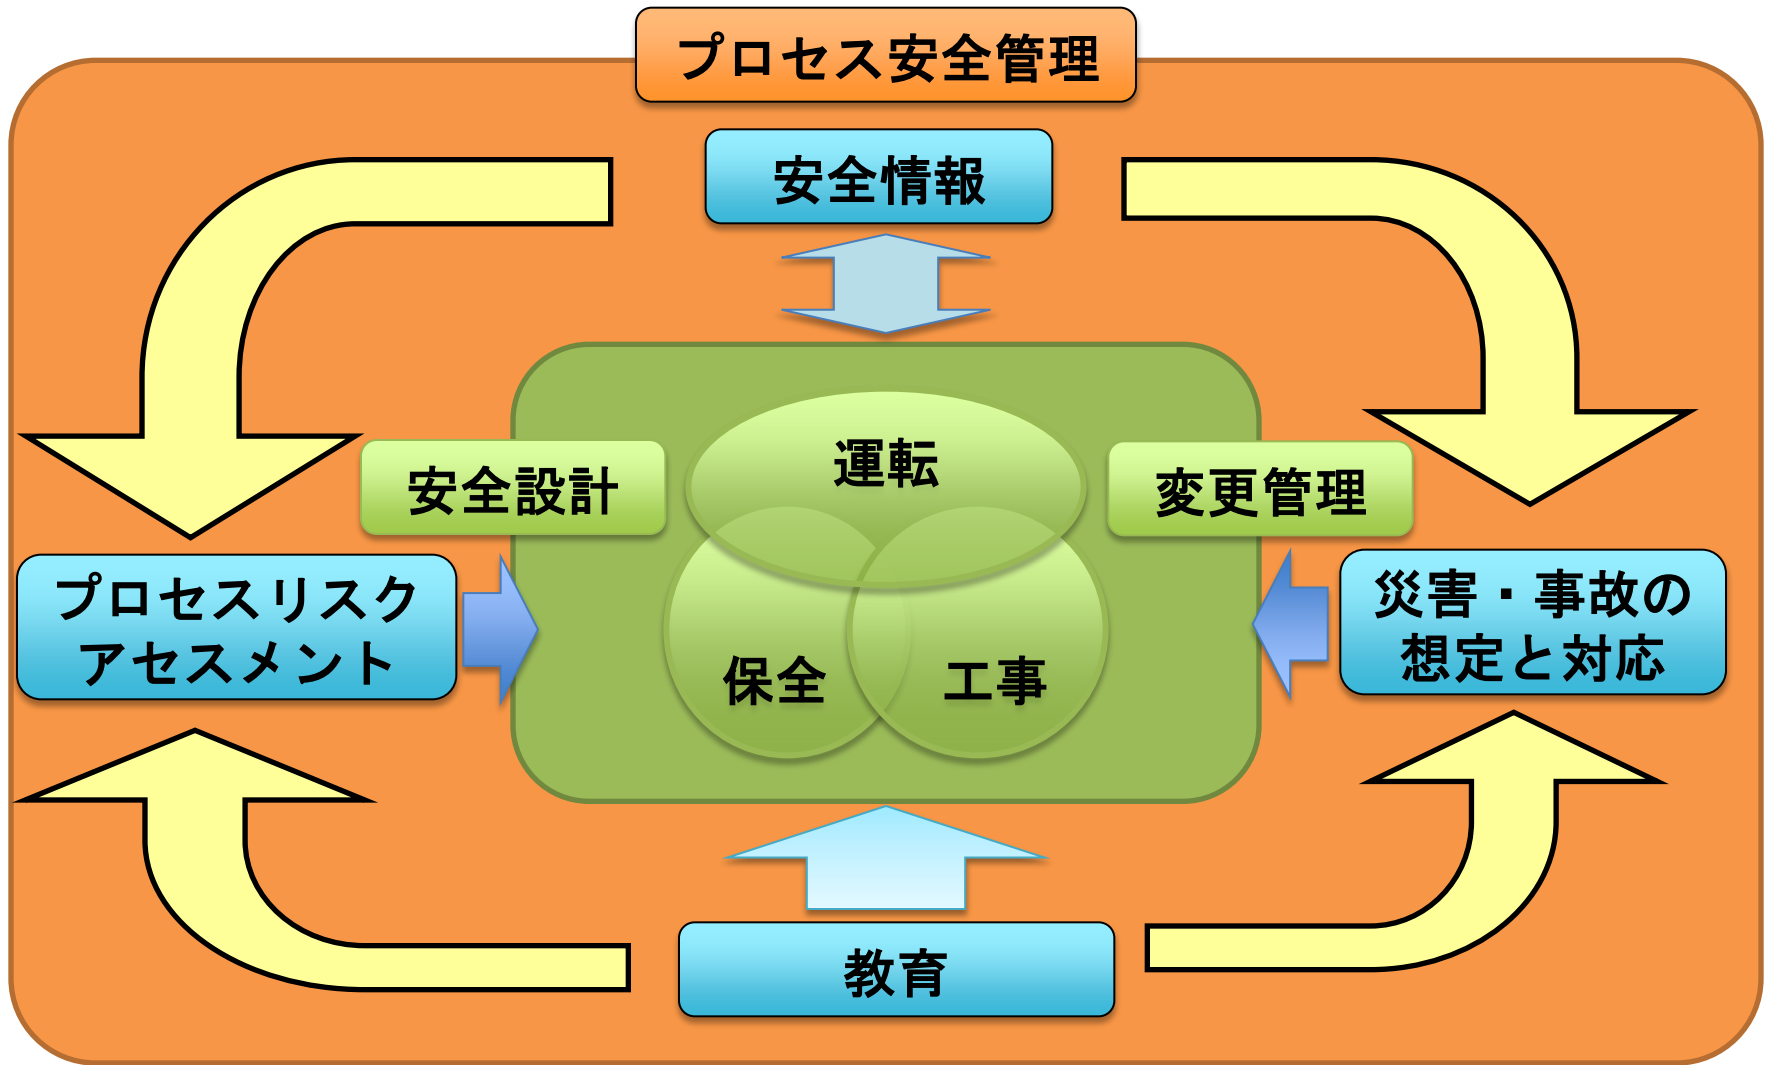 プロセス安全管理
安全情報
運転
安全設計
変更管理
プロセスリスク
アセスメント
災害・事故の
想定と対応
保全
工事
教育